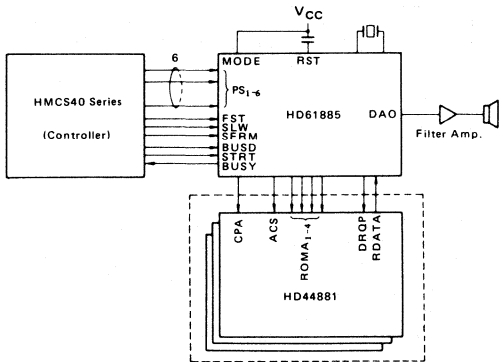 VCC
6
MODE
RST
PS1-6
HMCS40 Series
(Controller)
HD61885
DAO
Filter Amp.
FST
SLW
SFRM
BUSD
STRT
BUSY
CPA
ACS
ROMA1-4
DRQP
RDATA
HD44881